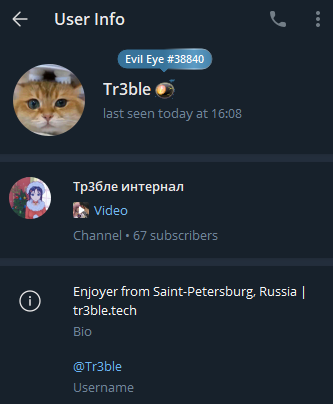 User Info
Evil Eye #38840
Tr3ble
last seen today at 16:08
Тр3бле интернал
Video
Channel • 67 subscribers
Enjoyer from Saint-Petersburg, Russia |
tr3ble.tech
Bio
@Tr3ble
Username